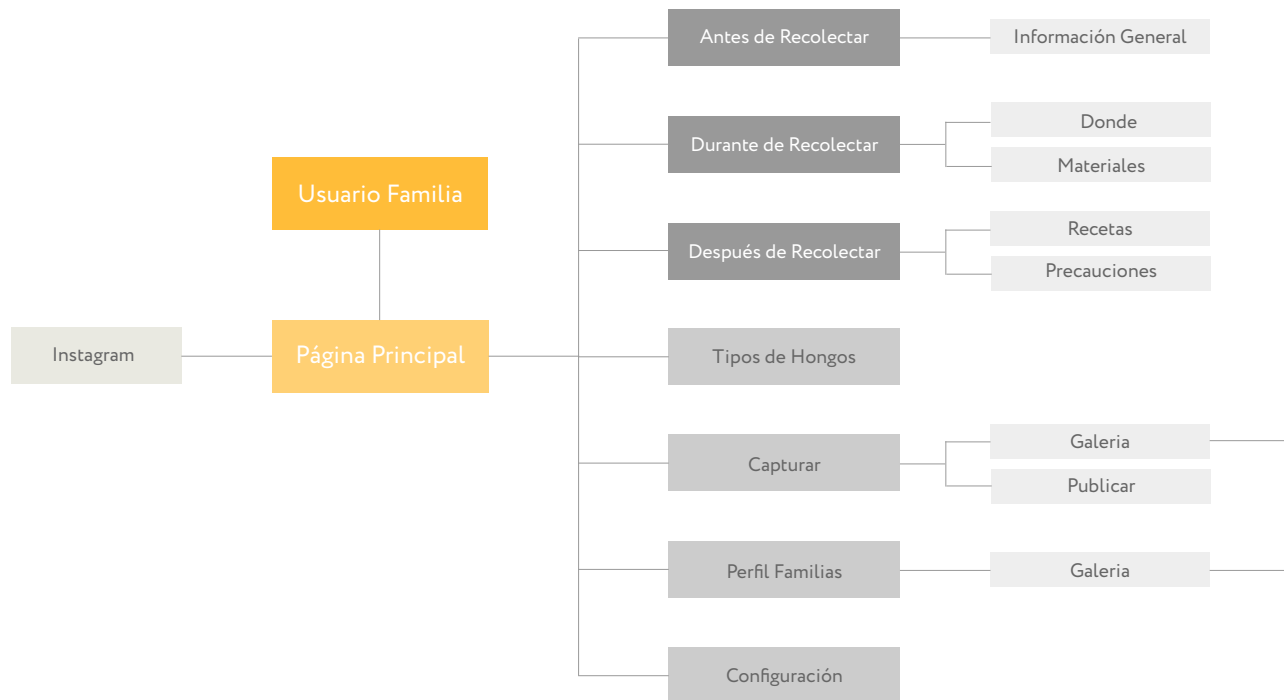 Antes de Recolectar
Información General
Durante de Recolectar
Donde
Materiales
Usuario Familia
Después de Recolectar
Recetas
Precauciones
Instagram
Página Principal
Tipos de Hongos
Capturar
Galeria
Publicar
Perfil Familias
Galeria
Configuración